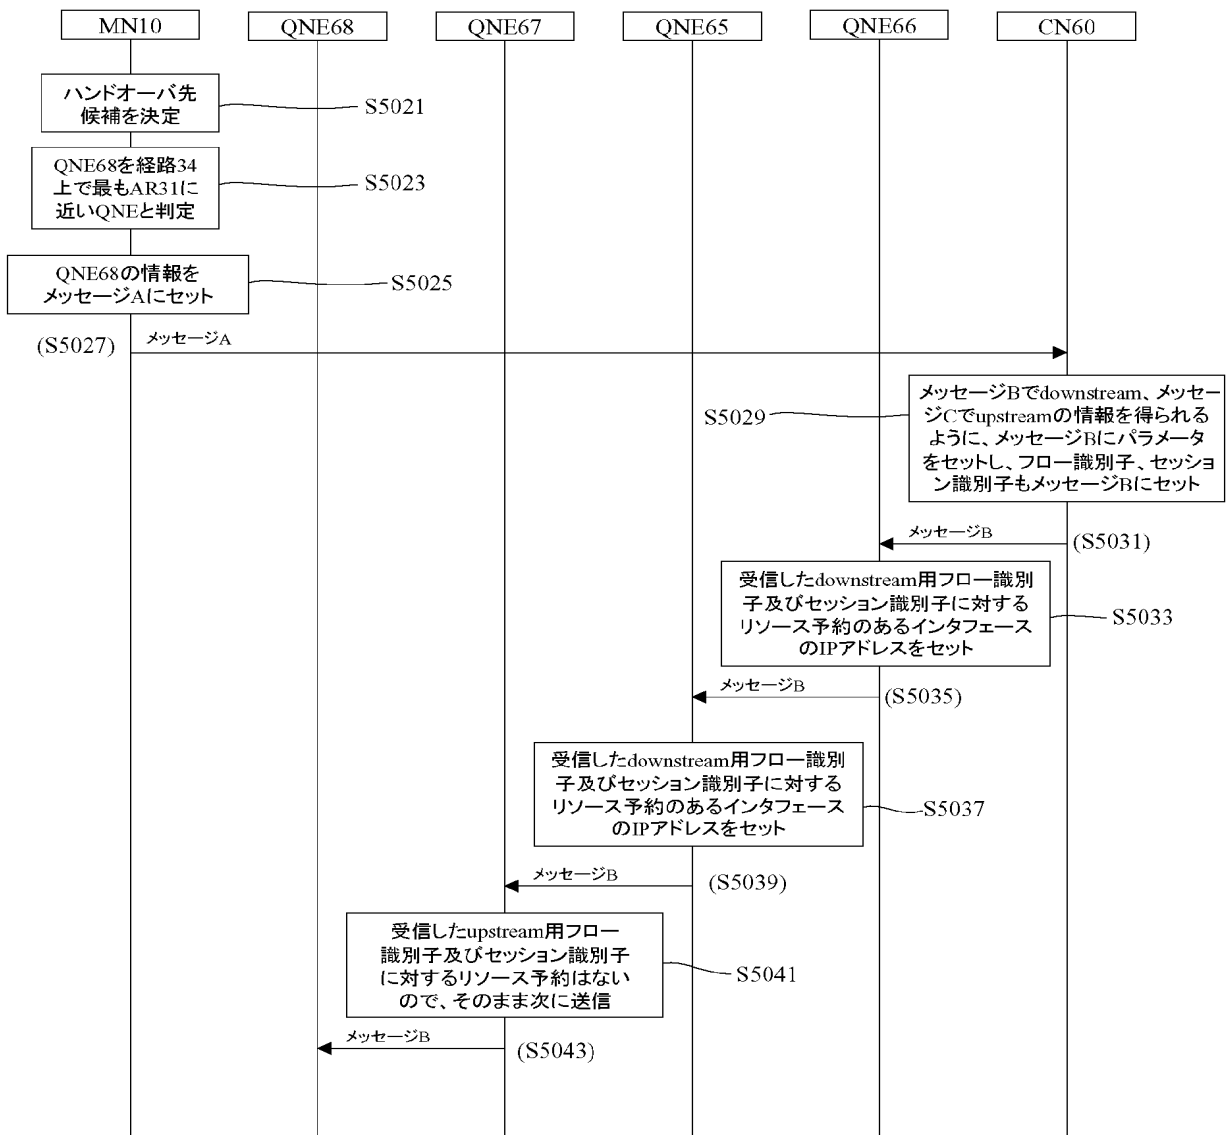 MN10
QNE68
QNE67
QNE65
QNE66
CN60
ハンドオーバ先
候補を決定
S5021
QNE68を経路34
上で最もAR31に
近いQNEと判定
S5023
QNE68の情報を
メッセージAにセット
S5025
(S5027)
メッセージA
メッセージBでdownstream、メッセー
ジCでupstreamの情報を得られる
ように、メッセージBにパラメータ
をセットし、フロー識別子、セッショ
ン識別子もメッセージBにセット
S5029
メッセージB
(S5031)
受信したdownstream用フロー識別
子及びセッション識別子に対する
リソース予約のあるインタフェース
のIPアドレスをセット
S5033
メッセージB
(S5035)
受信したdownstream用フロー識別
子及びセッション識別子に対する
リソース予約のあるインタフェース
のIPアドレスをセット
S5037
メッセージB
(S5039)
受信したupstream用フロー
識別子及びセッション識別子
に対するリソース予約はない
ので、そのまま次に送信
S5041
メッセージB
(S5043)